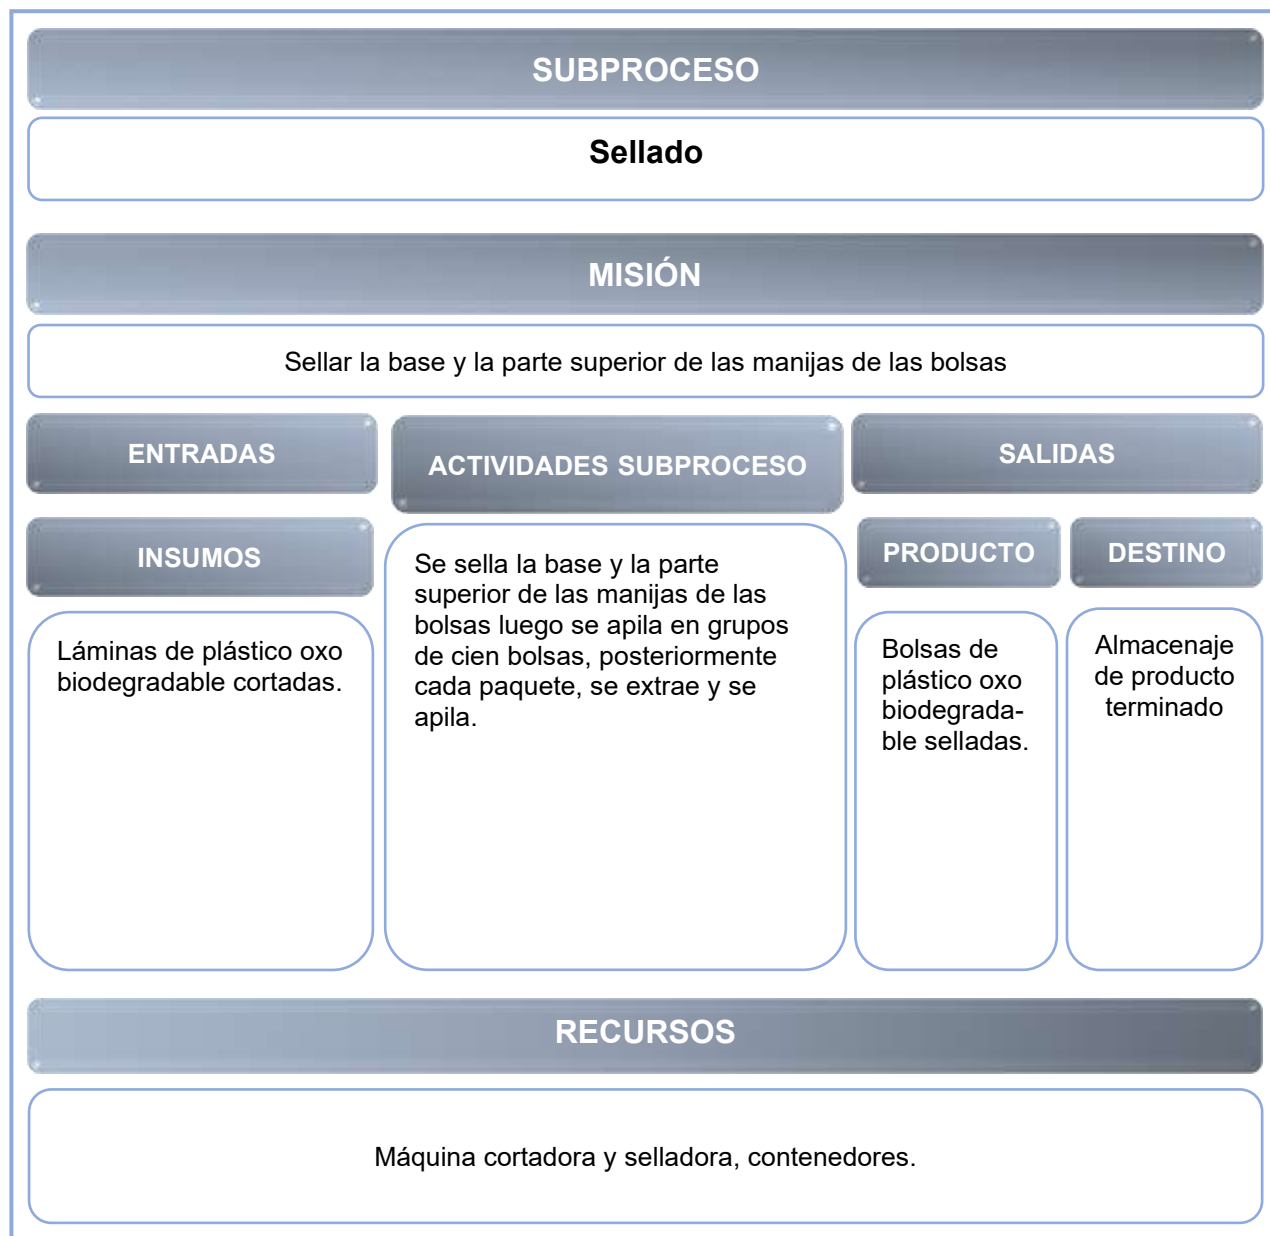 SUBPROCESO
Sellado
MISIÓN
Sellar la base y la parte superior de las manijas de las bolsas
ENTRADAS
ACTIVIDADES SUBPROCESO
SALIDAS
INSUMOS
PRODUCTO
DESTINO
Láminas de plástico oxo
biodegradable cortadas.
Se sella la base y la parte
superior de las manijas de las
bolsas luego se apila en grupos
de cien bolsas, posteriormente
cada paquete, se extrae y se
apila.
Bolsas de
plástico oxo
biodegrada-
ble selladas.
Almacenaje
de producto
terminado
RECURSOS
Máquina cortadora y selladora, contenedores.